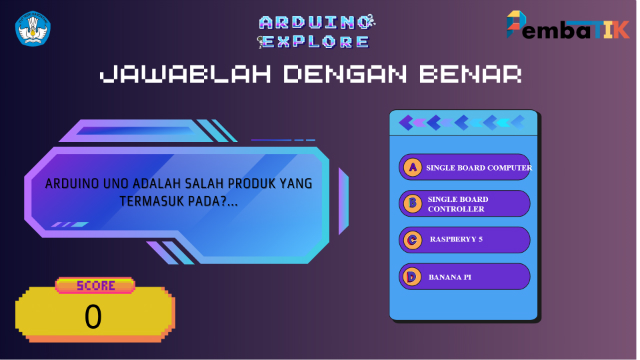 ARDUINO
EXPLORE
PembaTIK
JAWABLAH DENGAN BENAR
ARDUINO UNO ADALAH SALAH PRODUK YANG
TERMASUK PADA?...
A SINGLE BOARD COMPUTER
B SINGLE BOARD
CONTROLLER
C RASPBERYY 5
D BANANA PI
SCORE
0